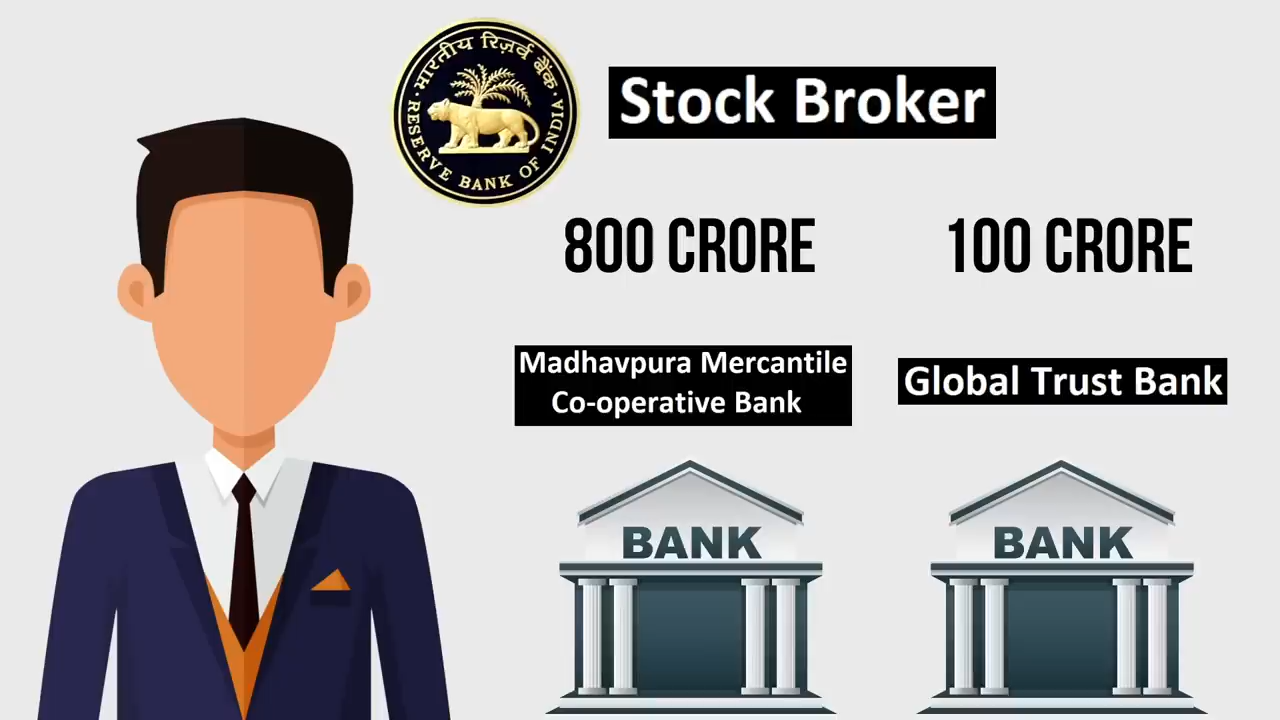 भारतीय रिज़र्व बैंक
RESERVE BANK OF INDIA
Stock Broker
800 CRORE
100 CRORE
Madhavpura Mercantile
Co-operative Bank
Global Trust Bank
BANK
BANK